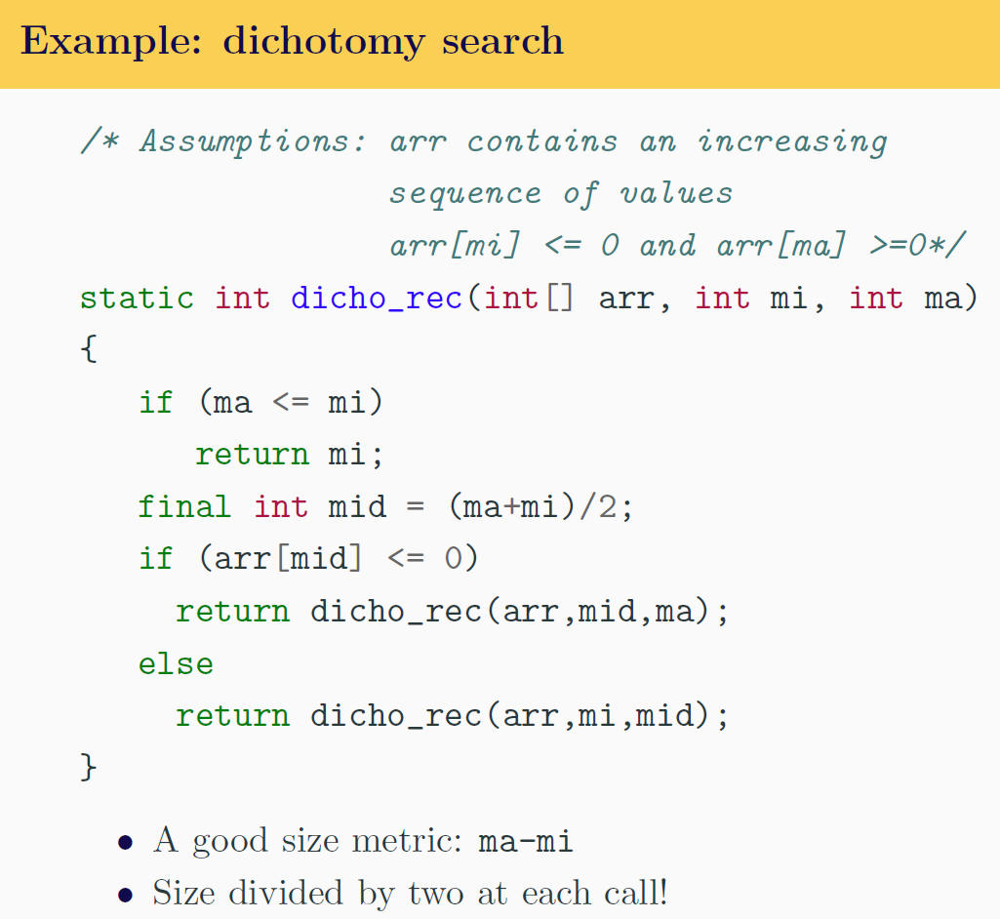 Example: dichotomy search
/* Assumptions: arr contains an increasing
sequence of values
arr[mi] <= 0 and arr[ma] >=0*/
static int dicho_rec(int[] arr, int mi, int ma)
{
if (ma <= mi)
return mi;
final int mid = (ma+mi)/2;
if (arr[mid] <= 0)
return dicho_rec(arr,mid,ma);
else
return dicho_rec(arr,mi,mid);
}
• A good size metric: ma-mi
• Size divided by two at each call!